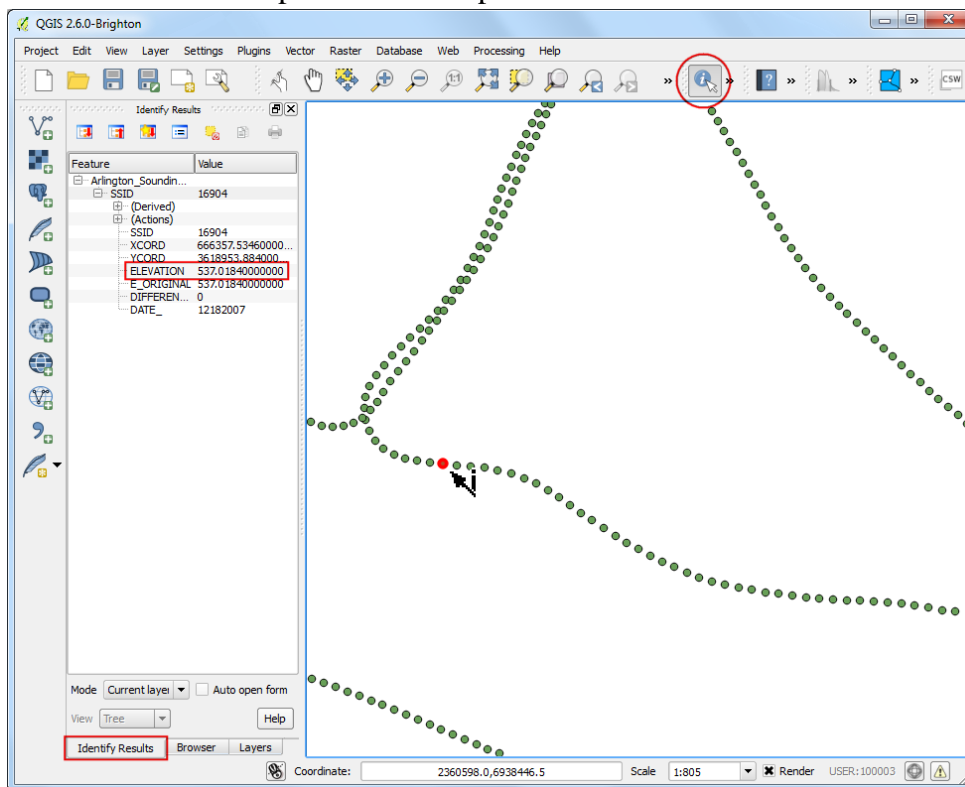 QGIS 2.6.0-Brighton
Project Edit View Layer Settings Plugins Vector Raster Database Web Processing Help
1:1 » » » » » CSW
Identify Results
Feature Value
Arlington_Soundin...
SSID 16904
(Derived)
(Actions)
SSID 16904
XCORD 666357.53460000...
YCORD 3618953.884000
ELEVATION 537.01840000000
E_ORIGINAL 537.01840000000
DIFFEREN... 0
DATE_ 12182007
Mode Current layer Auto open form
View Tree Help
Identify Results Browser Layers
Coordinate: 2360598.0,6938446.5 Scale 1:805 Render USER:100003